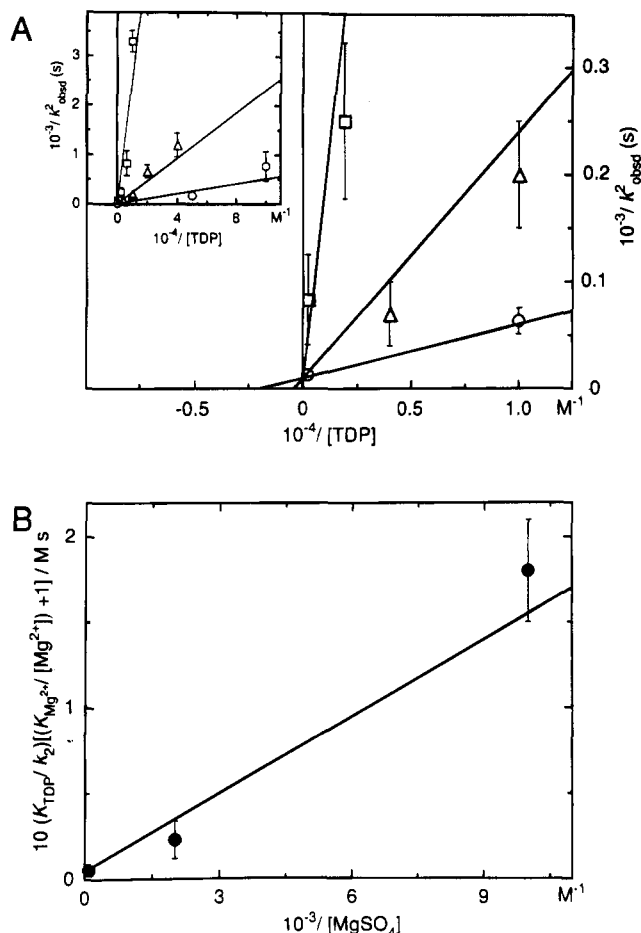 A
3
2
1
0
10⁻³/ k²obsd (s)
0 4 8 M⁻¹
10⁻⁴/ [TDP]
0.3
0.2
0.1
0
10⁻³/ k²obsd (s)
-0.5 0 0.5 1.0 M⁻¹
10⁻⁴/ [TDP]
B
2
1
0
10 (K_TDP/ k₂)[(K_Mg²⁺/ [Mg²⁺]) +1] / M s
0 3 6 9 M⁻¹
10⁻³/ [MgSO₄]